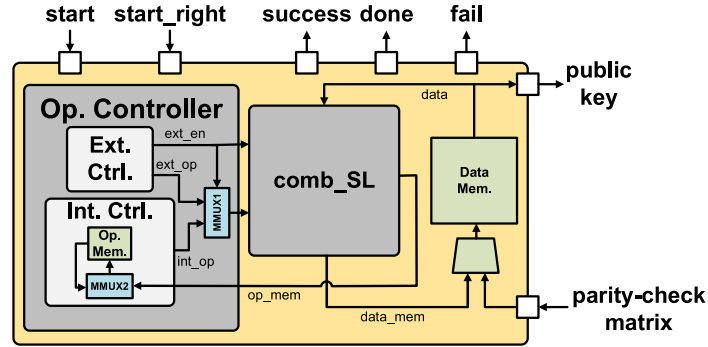 start
start_right
success
done
fail
public
key
data
Op. Controller
ext_en
Ext.
Ctrl.
ext_op
comb_SL
Data
Mem.
MMUX1
Int. Ctrl.
Op.
Mem.
int_op
MMUX2
op_mem
data_mem
parity-check
matrix